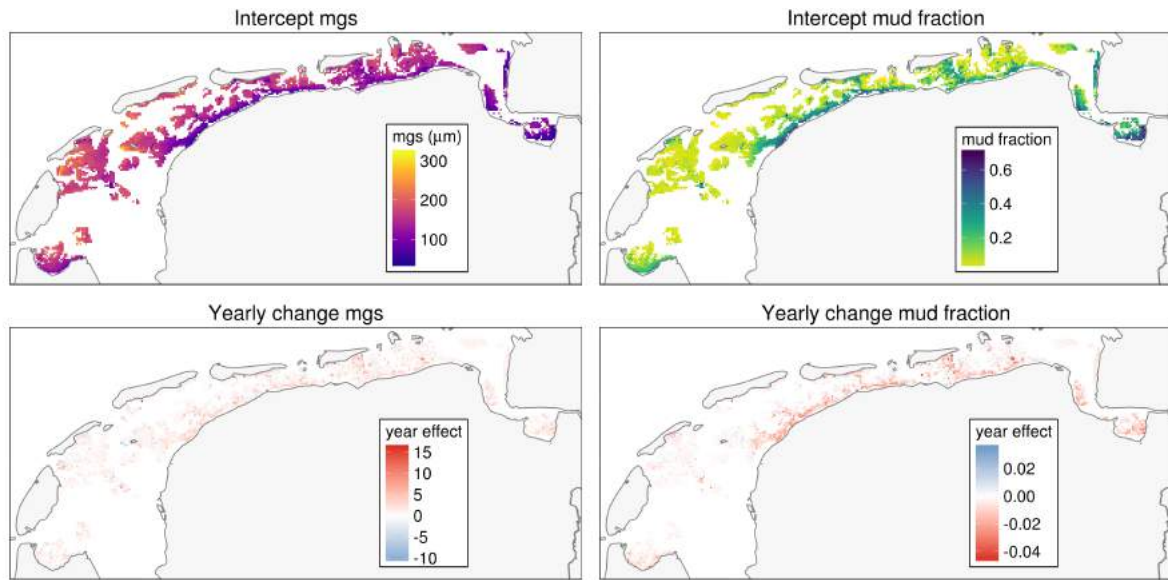 Intercept mgs
mgs (μm)
300
200
100
Intercept mud fraction
mud fraction
0.6
0.4
0.2
Yearly change mgs
year effect
15
10
5
0
-5
-10
Yearly change mud fraction
year effect
0.02
0.00
-0.02
-0.04